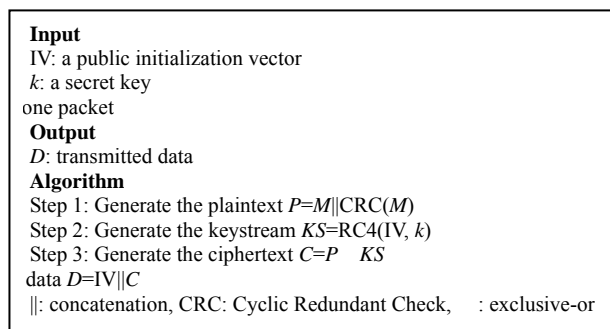 Input
IV: a public initialization vector
k: a secret key
one packet
Output
D: transmitted data
Algorithm
Step 1: Generate the plaintext P=M||CRC(M)
Step 2: Generate the keystream KS=RC4(IV, k)
Step 3: Generate the ciphertext C=P KS
data D=IV||C
||: concatenation, CRC: Cyclic Redundant Check, : exclusive-or